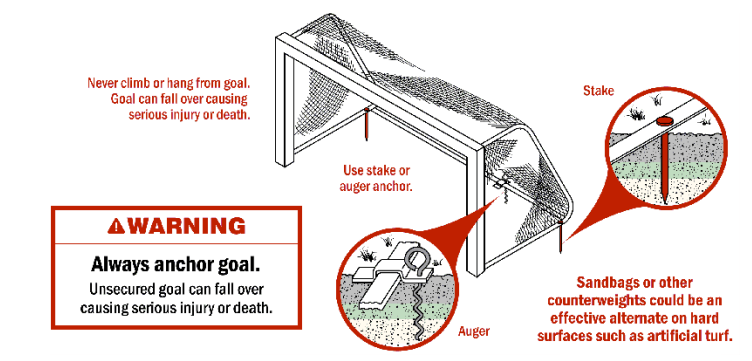 Never climb or hang from goal.
Goal can fall over causing
serious injury or death.
Stake
Use stake or
auger anchor.
⚠WARNING
Always anchor goal.
Unsecured goal can fall over
causing serious injury or death.
Auger
Sandbags or other
counterweights could be an
effective alternate on hard
surfaces such as artificial turf.